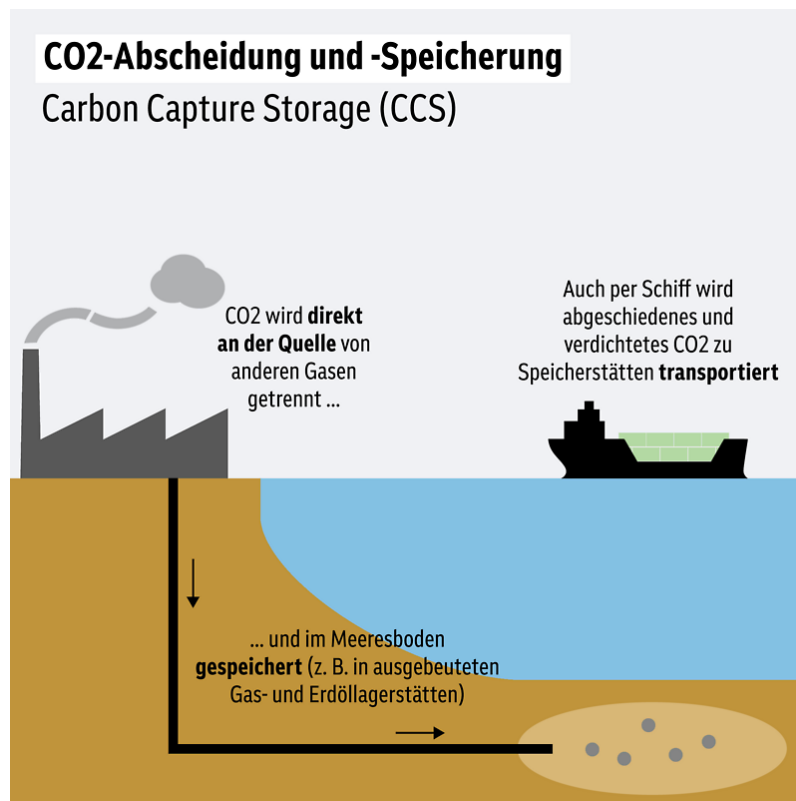 CO2-Abscheidung und -Speicherung
Carbon Capture Storage (CCS)
CO2 wird direkt
an der Quelle von
anderen Gasen
getrennt ...
Auch per Schiff wird
abgeschiedenes und
verdichtetes CO2 zu
Speicherstätten transportiert
... und im Meeresboden
gespeichert (z. B. in ausgebeuteten
Gas- und Erdöllagerstätten)